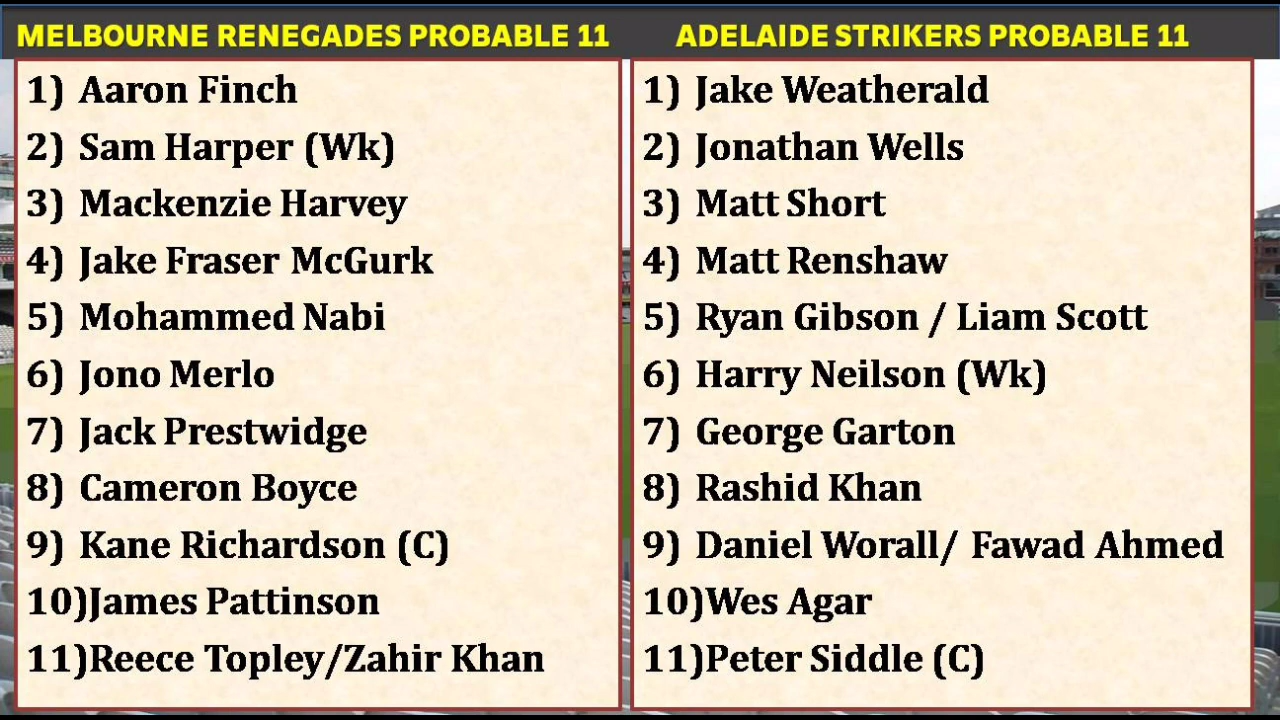 MELBOURNE RENEGADES PROBABLE 11
1) Aaron Finch
2) Sam Harper (Wk)
3) Mackenzie Harvey
4) Jake Fraser McGurk
5) Mohammed Nabi
6) Jono Merlo
7) Jack Prestwidge
8) Cameron Boyce
9) Kane Richardson (C)
10)James Pattinson
11)Reece Topley/Zahir Khan
ADELAIDE STRIKERS PROBABLE 11
1) Jake Weatherald
2) Jonathan Wells
3) Matt Short
4) Matt Renshaw
5) Ryan Gibson / Liam Scott
6) Harry Neilson (Wk)
7) George Garton
8) Rashid Khan
9) Daniel Worall/ Fawad Ahmed
10)Wes Agar
11)Peter Siddle (C)